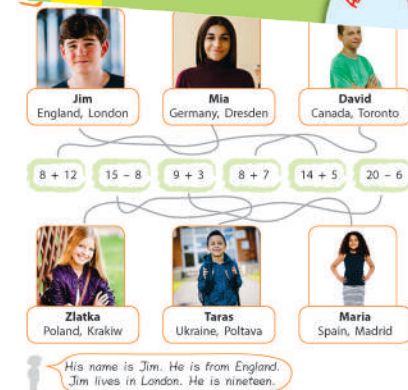 Jim
England, London
Mia
Germany, Dresden
David
Canada, Toronto
8 + 12
15 – 8
9 + 3
8 + 7
14 + 5
20 – 6
Zlatka
Poland, Krakiw
Taras
Ukraine, Poltava
Maria
Spain, Madrid
His name is Jim. He is from England.
Jim lives in London. He is nineteen.